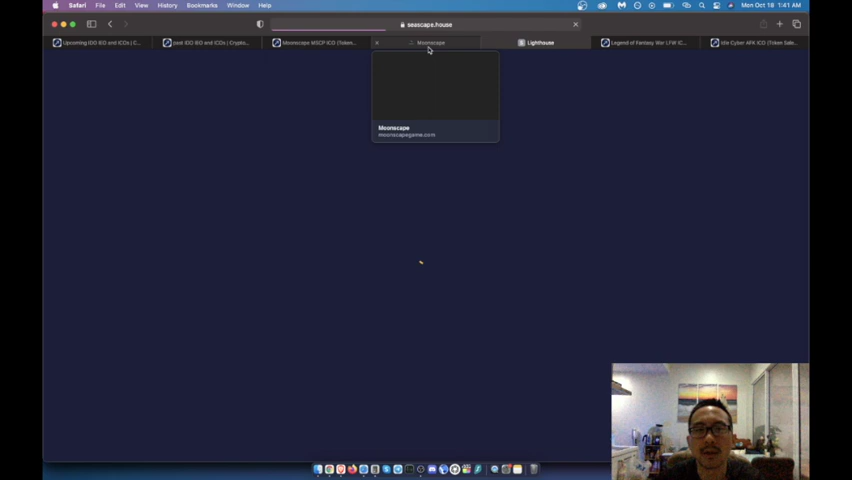 Safari File Edit View History Bookmarks Window Help Mon Oct 18 1:41 AM
seascape.house
Upcoming IDO IEO and ICOs | C... past IDO IEO and ICOs | Crypto... Moonscape MSCP ICO (Token... Moonscape Lighthouse Legend of Fantasy War LFW IC... Idle Cyber AFK ICO (Token Sale...
Moonscape
moonscapegame.com